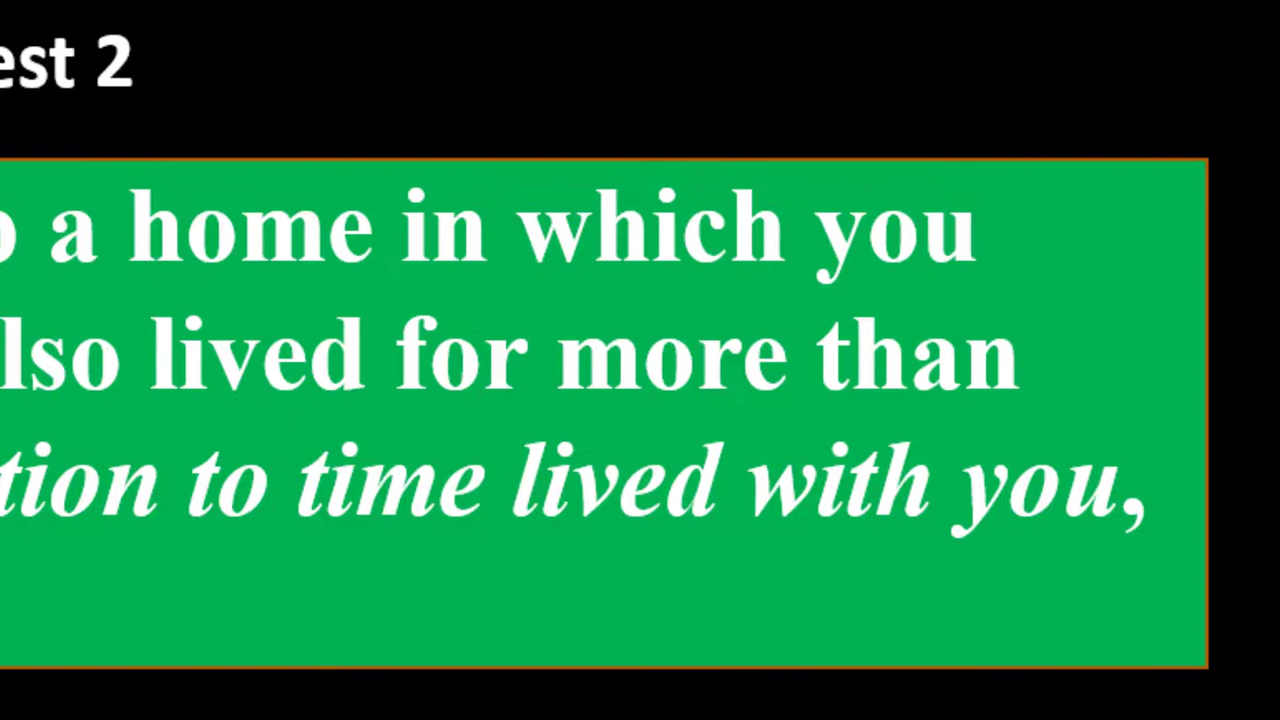 est 2
a home in which you
lso lived for more than
tion to time lived with you,